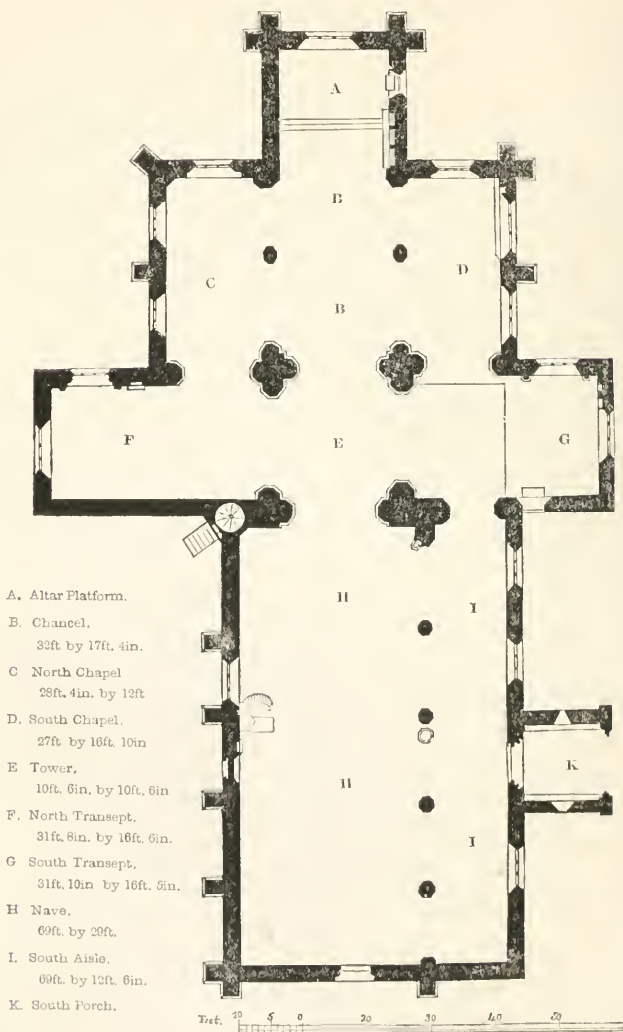 A
B
C
D
B
F
E
G
H
I
K
H
I
A. Altar Platform.
B. Chancel.
32ft by 17ft. 4in.
C North Chapel
28ft. 4in. by 12ft
D. South Chapel.
27ft by 16ft. 10in
E Tower.
10ft. 6in. by 10ft. 6in
F. North Transept.
31ft. 8in. by 16ft. 6in.
G South Transept.
31ft. 10in by 16ft. 5in.
H Nave.
69ft. by 29ft.
I. South Aisle.
69ft. by 12ft. 6in.
K. South Porch.
Feet. 10 5 0 20 30 40 50